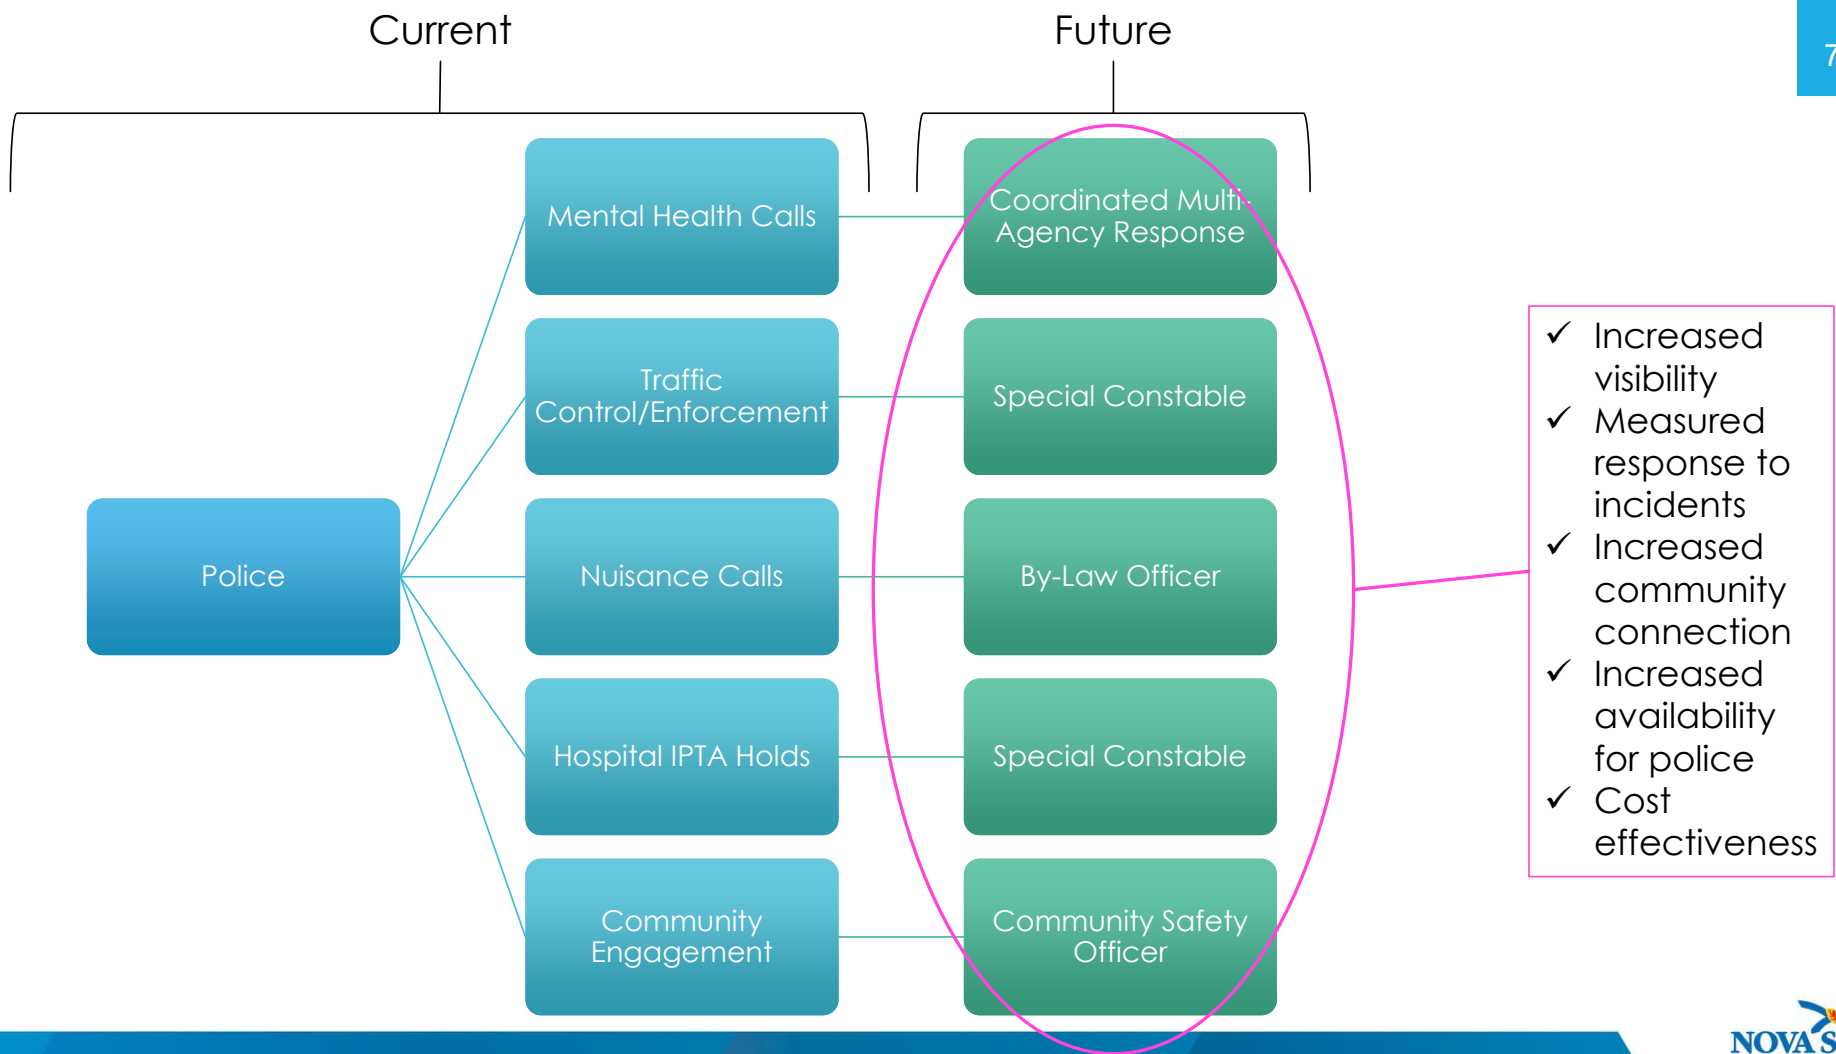 Current
Future
7
Mental Health Calls
Coordinated Multi-
Agency Response
Traffic
Control/Enforcement
Special Constable
Police
Nuisance Calls
By-Law Officer
Hospital IPTA Holds
Special Constable
Community
Engagement
Community Safety
Officer
✓ Increased
visibility
✓ Measured
response to
incidents
✓ Increased
community
connection
✓ Increased
availability
for police
✓ Cost
effectiveness
NOVA